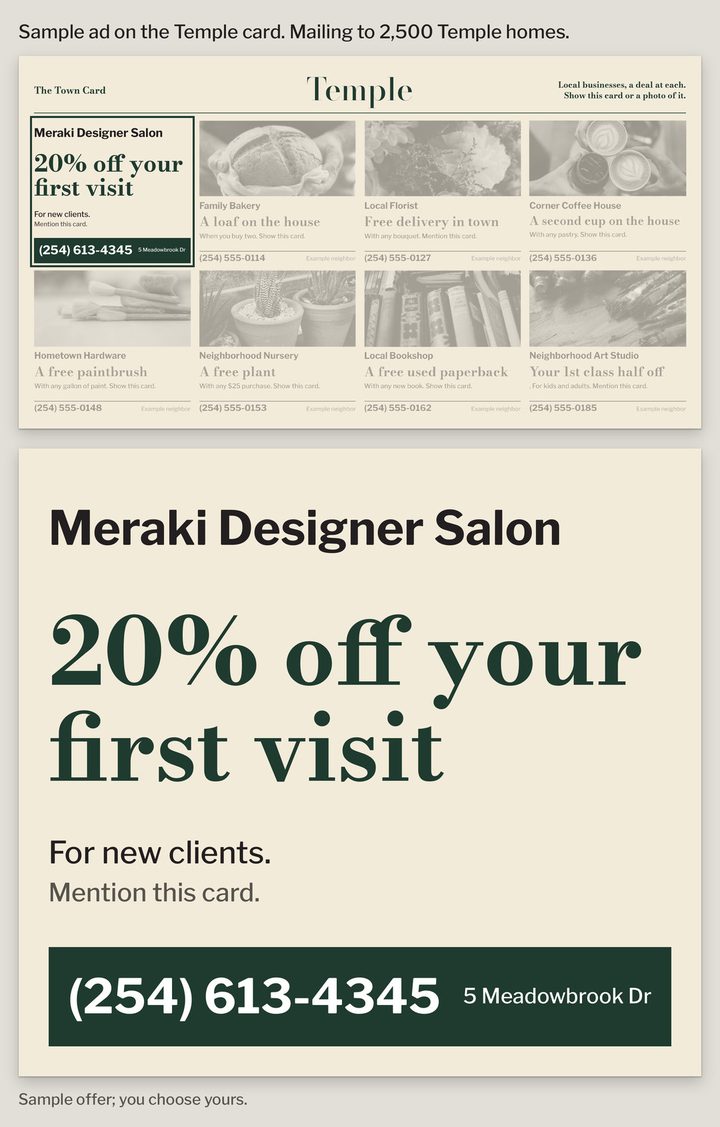 Sample ad on the Temple card. Mailing to 2,500 Temple homes.
The Town Card
Temple
Local businesses, a deal at each.
Show this card or a photo of it.
Meraki Designer Salon
20% off your
first visit
For new clients.
Mention this card.
(254) 613-4345 5 Meadowbrook Dr
Family Bakery
A loaf on the house
When you buy two. Show this card.
(254) 555-0114 Example neighbor
Local Florist
Free delivery in town
With any bouquet. Mention this card.
(254) 555-0127 Example neighbor
Corner Coffee House
A second cup on the house
With any pastry. Show this card.
(254) 555-0136 Example neighbor
Hometown Hardware
A free paintbrush
With any gallon of paint. Show this card.
(254) 555-0148 Example neighbor
Neighborhood Nursery
A free plant
With any $25 purchase. Show this card.
(254) 555-0153 Example neighbor
Local Bookshop
A free used paperback
With any new book. Show this card.
(254) 555-0162 Example neighbor
Neighborhood Art Studio
Your 1st class half off
For kids and adults. Mention this card.
(254) 555-0185 Example neighbor
Meraki Designer Salon
20% off your
first visit
For new clients.
Mention this card.
(254) 613-4345 5 Meadowbrook Dr
Sample offer; you choose yours.